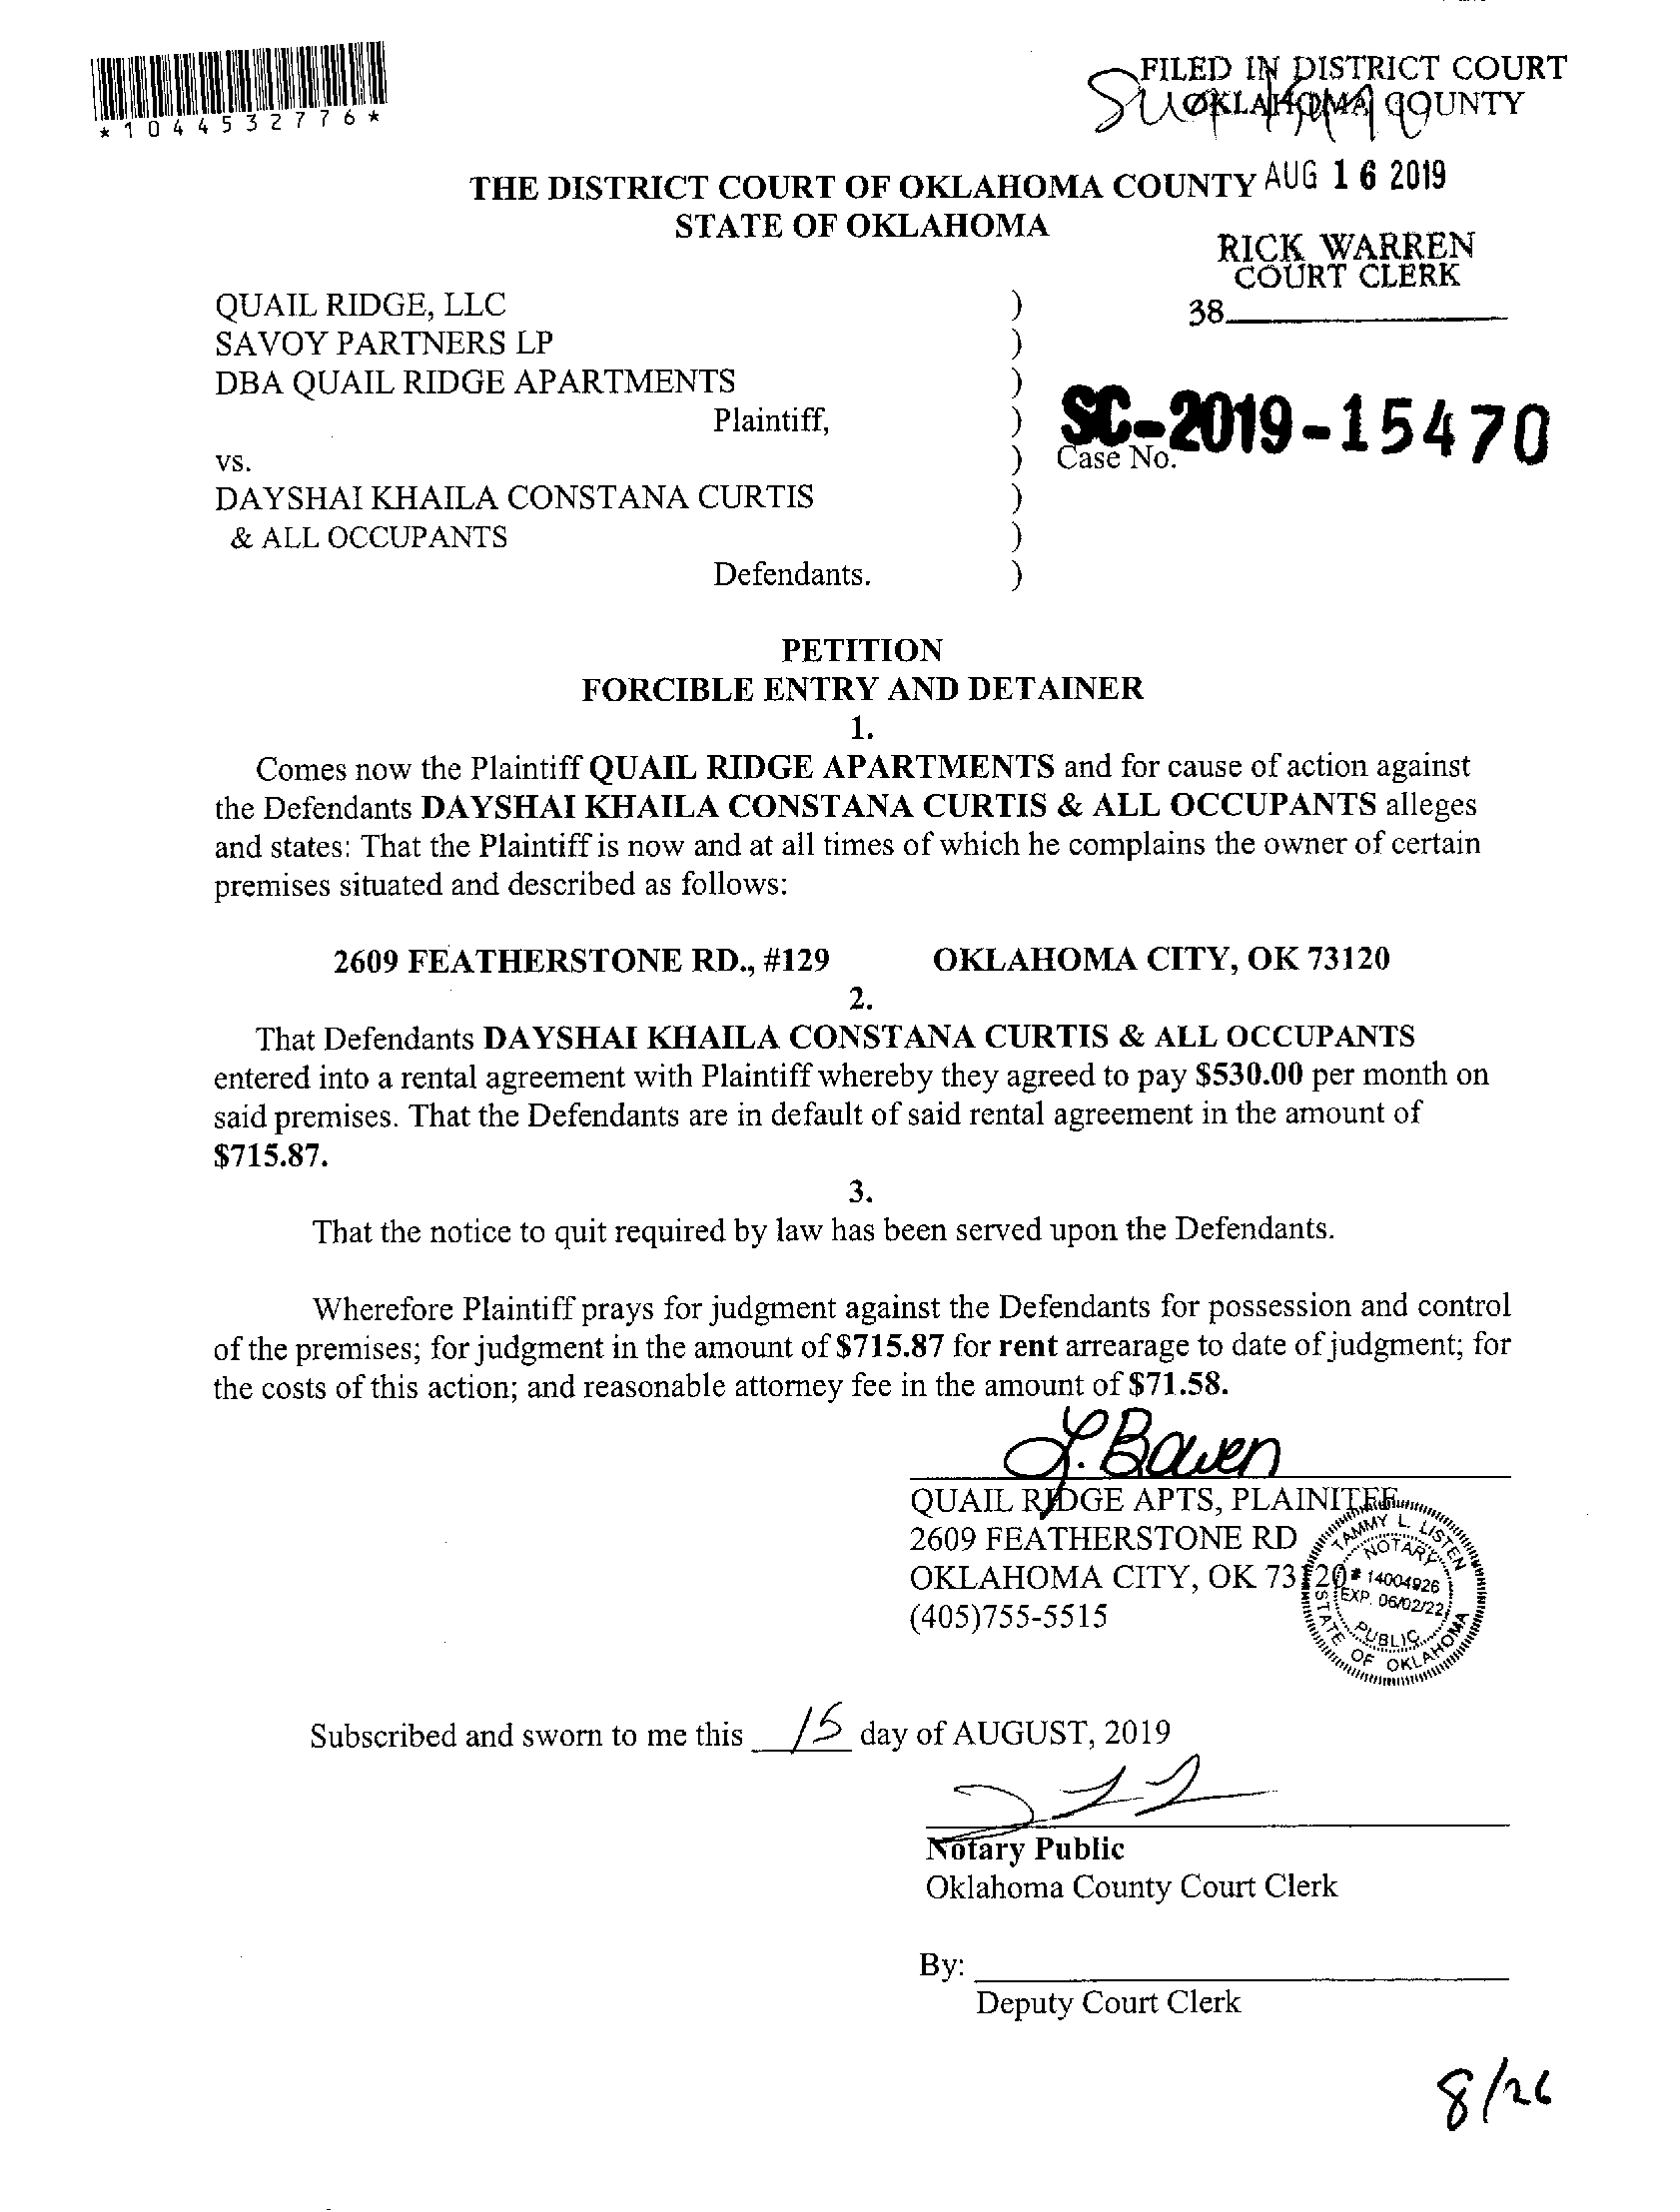 *1044532776*
FILED IN DISTRICT COURT
OKLAHOMA COUNTY
THE DISTRICT COURT OF OKLAHOMA COUNTY AUG 16 2019
STATE OF OKLAHOMA
RICK WARREN
COURT CLERK
38
QUAIL RIDGE, LLC )
SAVOY PARTNERS LP )
DBA QUAIL RIDGE APARTMENTS )
Plaintiff, )
SC-2019-15470
vs. ) Case No.
DAYSHAI KHAILA CONSTANA CURTIS )
& ALL OCCUPANTS )
Defendants. )
PETITION
FORCIBLE ENTRY AND DETAINER
1.
Comes now the Plaintiff QUAIL RIDGE APARTMENTS and for cause of action against
the Defendants DAYSHAI KHAILA CONSTANA CURTIS & ALL OCCUPANTS alleges
and states: That the Plaintiff is now and at all times of which he complains the owner of certain
premises situated and described as follows:
2609 FEATHERSTONE RD., #129 OKLAHOMA CITY, OK 73120
2.
That Defendants DAYSHAI KHAILA CONSTANA CURTIS & ALL OCCUPANTS
entered into a rental agreement with Plaintiff whereby they agreed to pay $530.00 per month on
said premises. That the Defendants are in default of said rental agreement in the amount of
$715.87.
3.
That the notice to quit required by law has been served upon the Defendants.
Wherefore Plaintiff prays for judgment against the Defendants for possession and control
of the premises; for judgment in the amount of $715.87 for rent arrearage to date of judgment; for
the costs of this action; and reasonable attorney fee in the amount of $71.58.
L. Bowen
QUAIL RIDGE APTS, PLAINITFF
2609 FEATHERSTONE RD
OKLAHOMA CITY, OK 73120
(405)755-5515
TAMMY L. LISTEN
NOTARY
# 14004926
EXP. 06/02/22
PUBLIC
STATE OF OKLAHOMA
Subscribed and sworn to me this 15 day of AUGUST, 2019
Notary Public
Oklahoma County Court Clerk
By:
Deputy Court Clerk
8/26